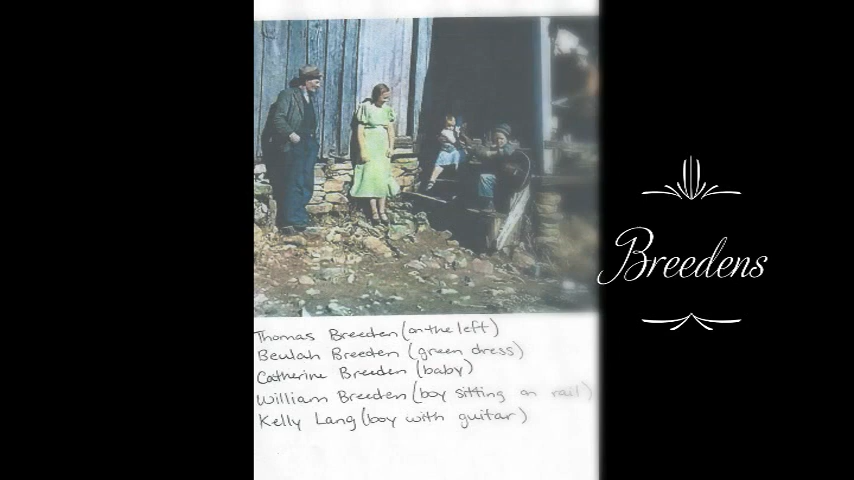 Thomas Breeden (on the left)
Beulah Breeden (green dress)
Catherine Breeden (baby)
William Breeden (boy sitting on rail)
Kelly Lang (boy with guitar)
Breedens